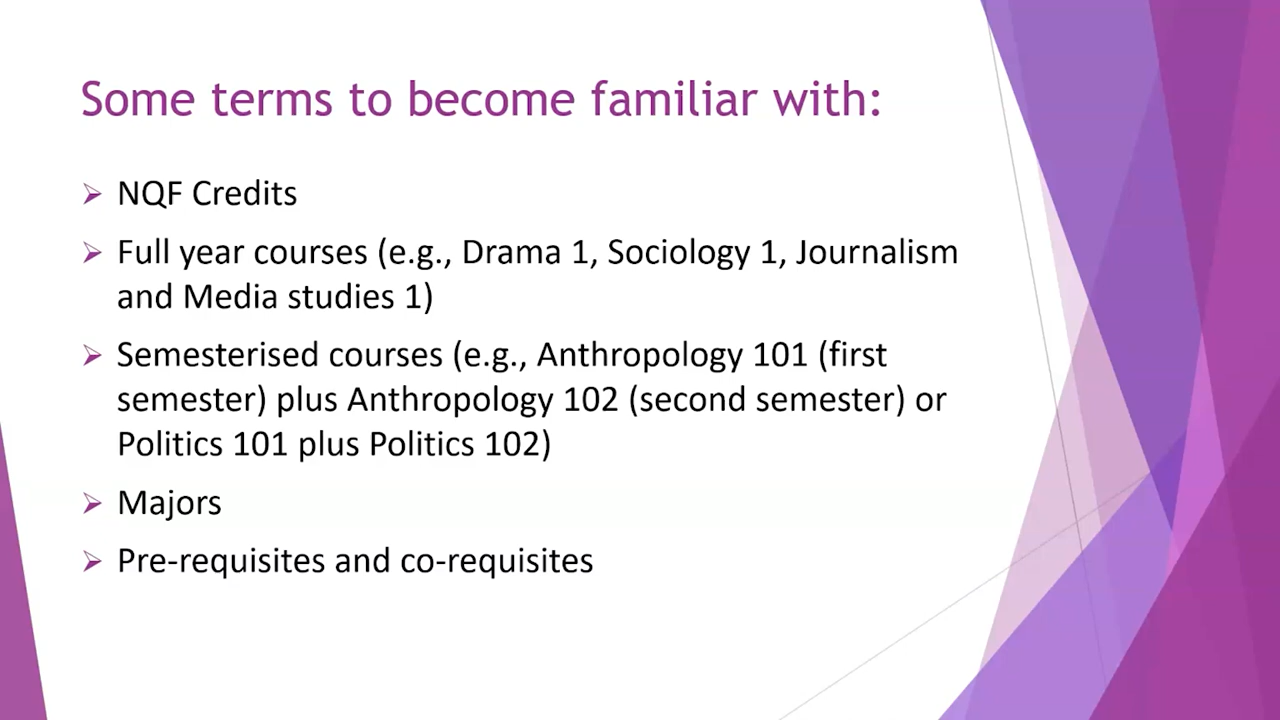 Some terms to become familiar with:
NQF Credits
Full year courses (e.g., Drama 1, Sociology 1, Journalism
and Media studies 1)
Semesterised courses (e.g., Anthropology 101 (first
semester) plus Anthropology 102 (second semester) or
Politics 101 plus Politics 102)
Majors
Pre-requisites and co-requisites